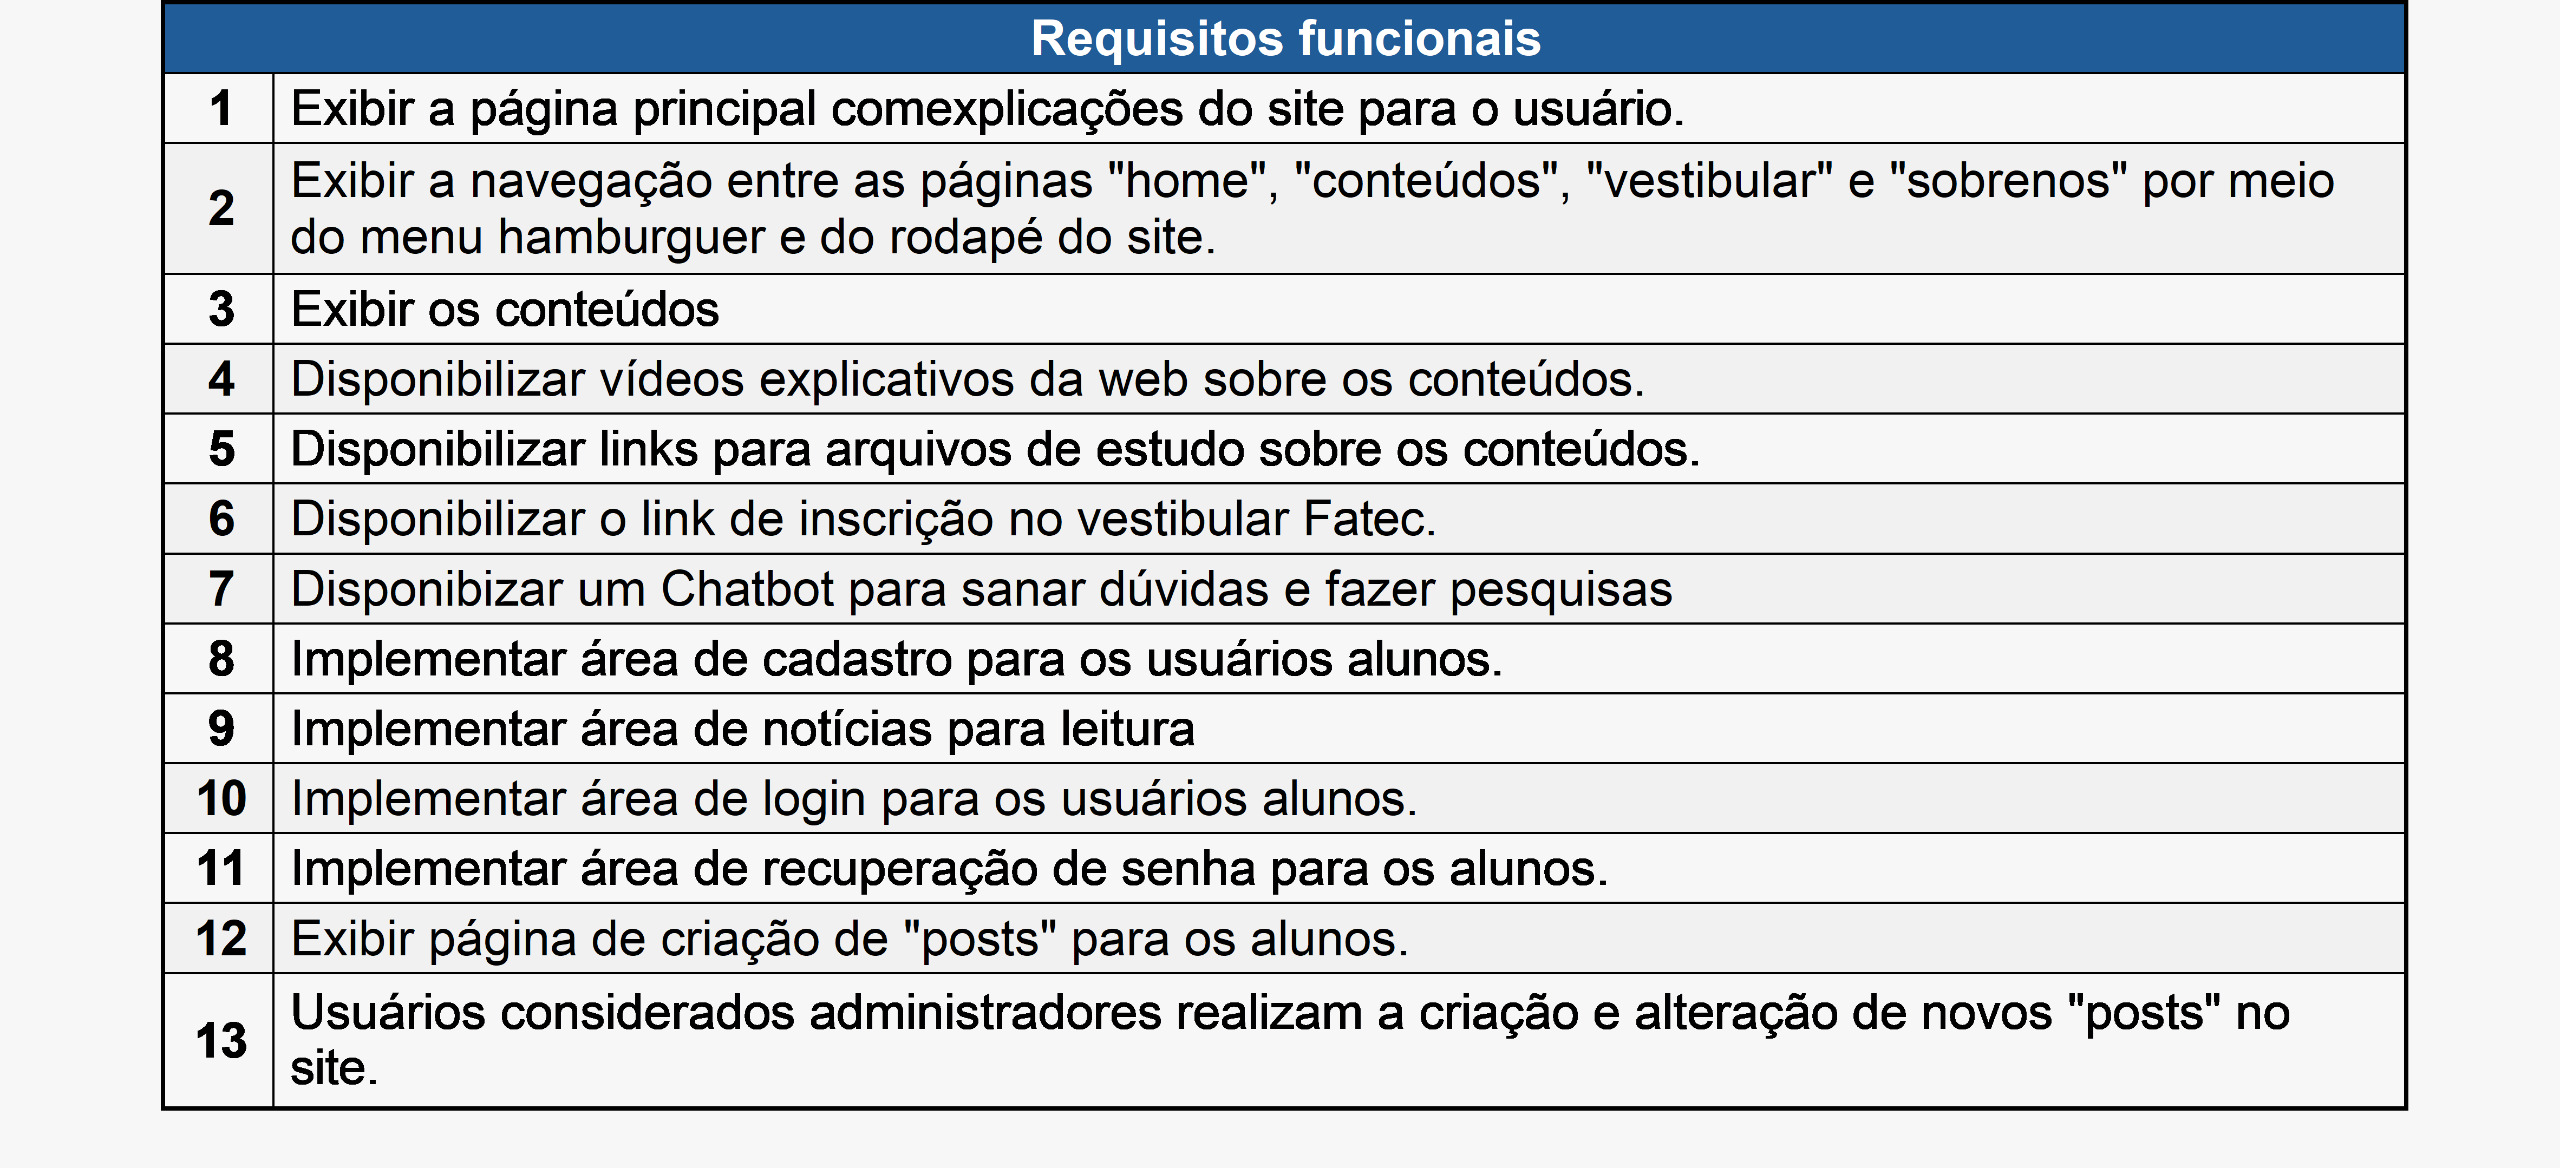 Requisitos funcionais
1 Exibir a página principal comexplicações do site para o usuário.
2 Exibir a navegação entre as páginas "home", "conteúdos", "vestibular" e "sobrenos" por meio
do menu hamburguer e do rodapé do site.
3 Exibir os conteúdos
4 Disponibilizar vídeos explicativos da web sobre os conteúdos.
5 Disponibilizar links para arquivos de estudo sobre os conteúdos.
6 Disponibilizar o link de inscrição no vestibular Fatec.
7 Disponibizar um Chatbot para sanar dúvidas e fazer pesquisas
8 Implementar área de cadastro para os usuários alunos.
9 Implementar área de notícias para leitura
10 Implementar área de login para os usuários alunos.
11 Implementar área de recuperação de senha para os alunos.
12 Exibir página de criação de "posts" para os alunos.
13 Usuários considerados administradores realizam a criação e alteração de novos "posts" no
site.